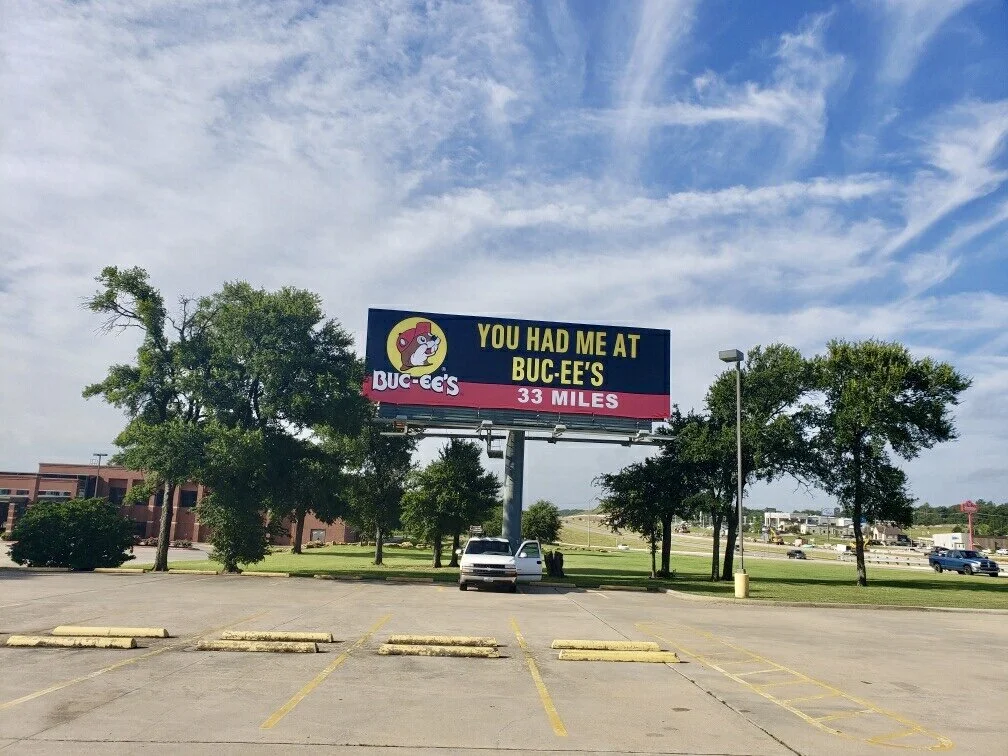 YOU HAD ME AT
BUC-EE'S
BUC-EE'S
33 MILES